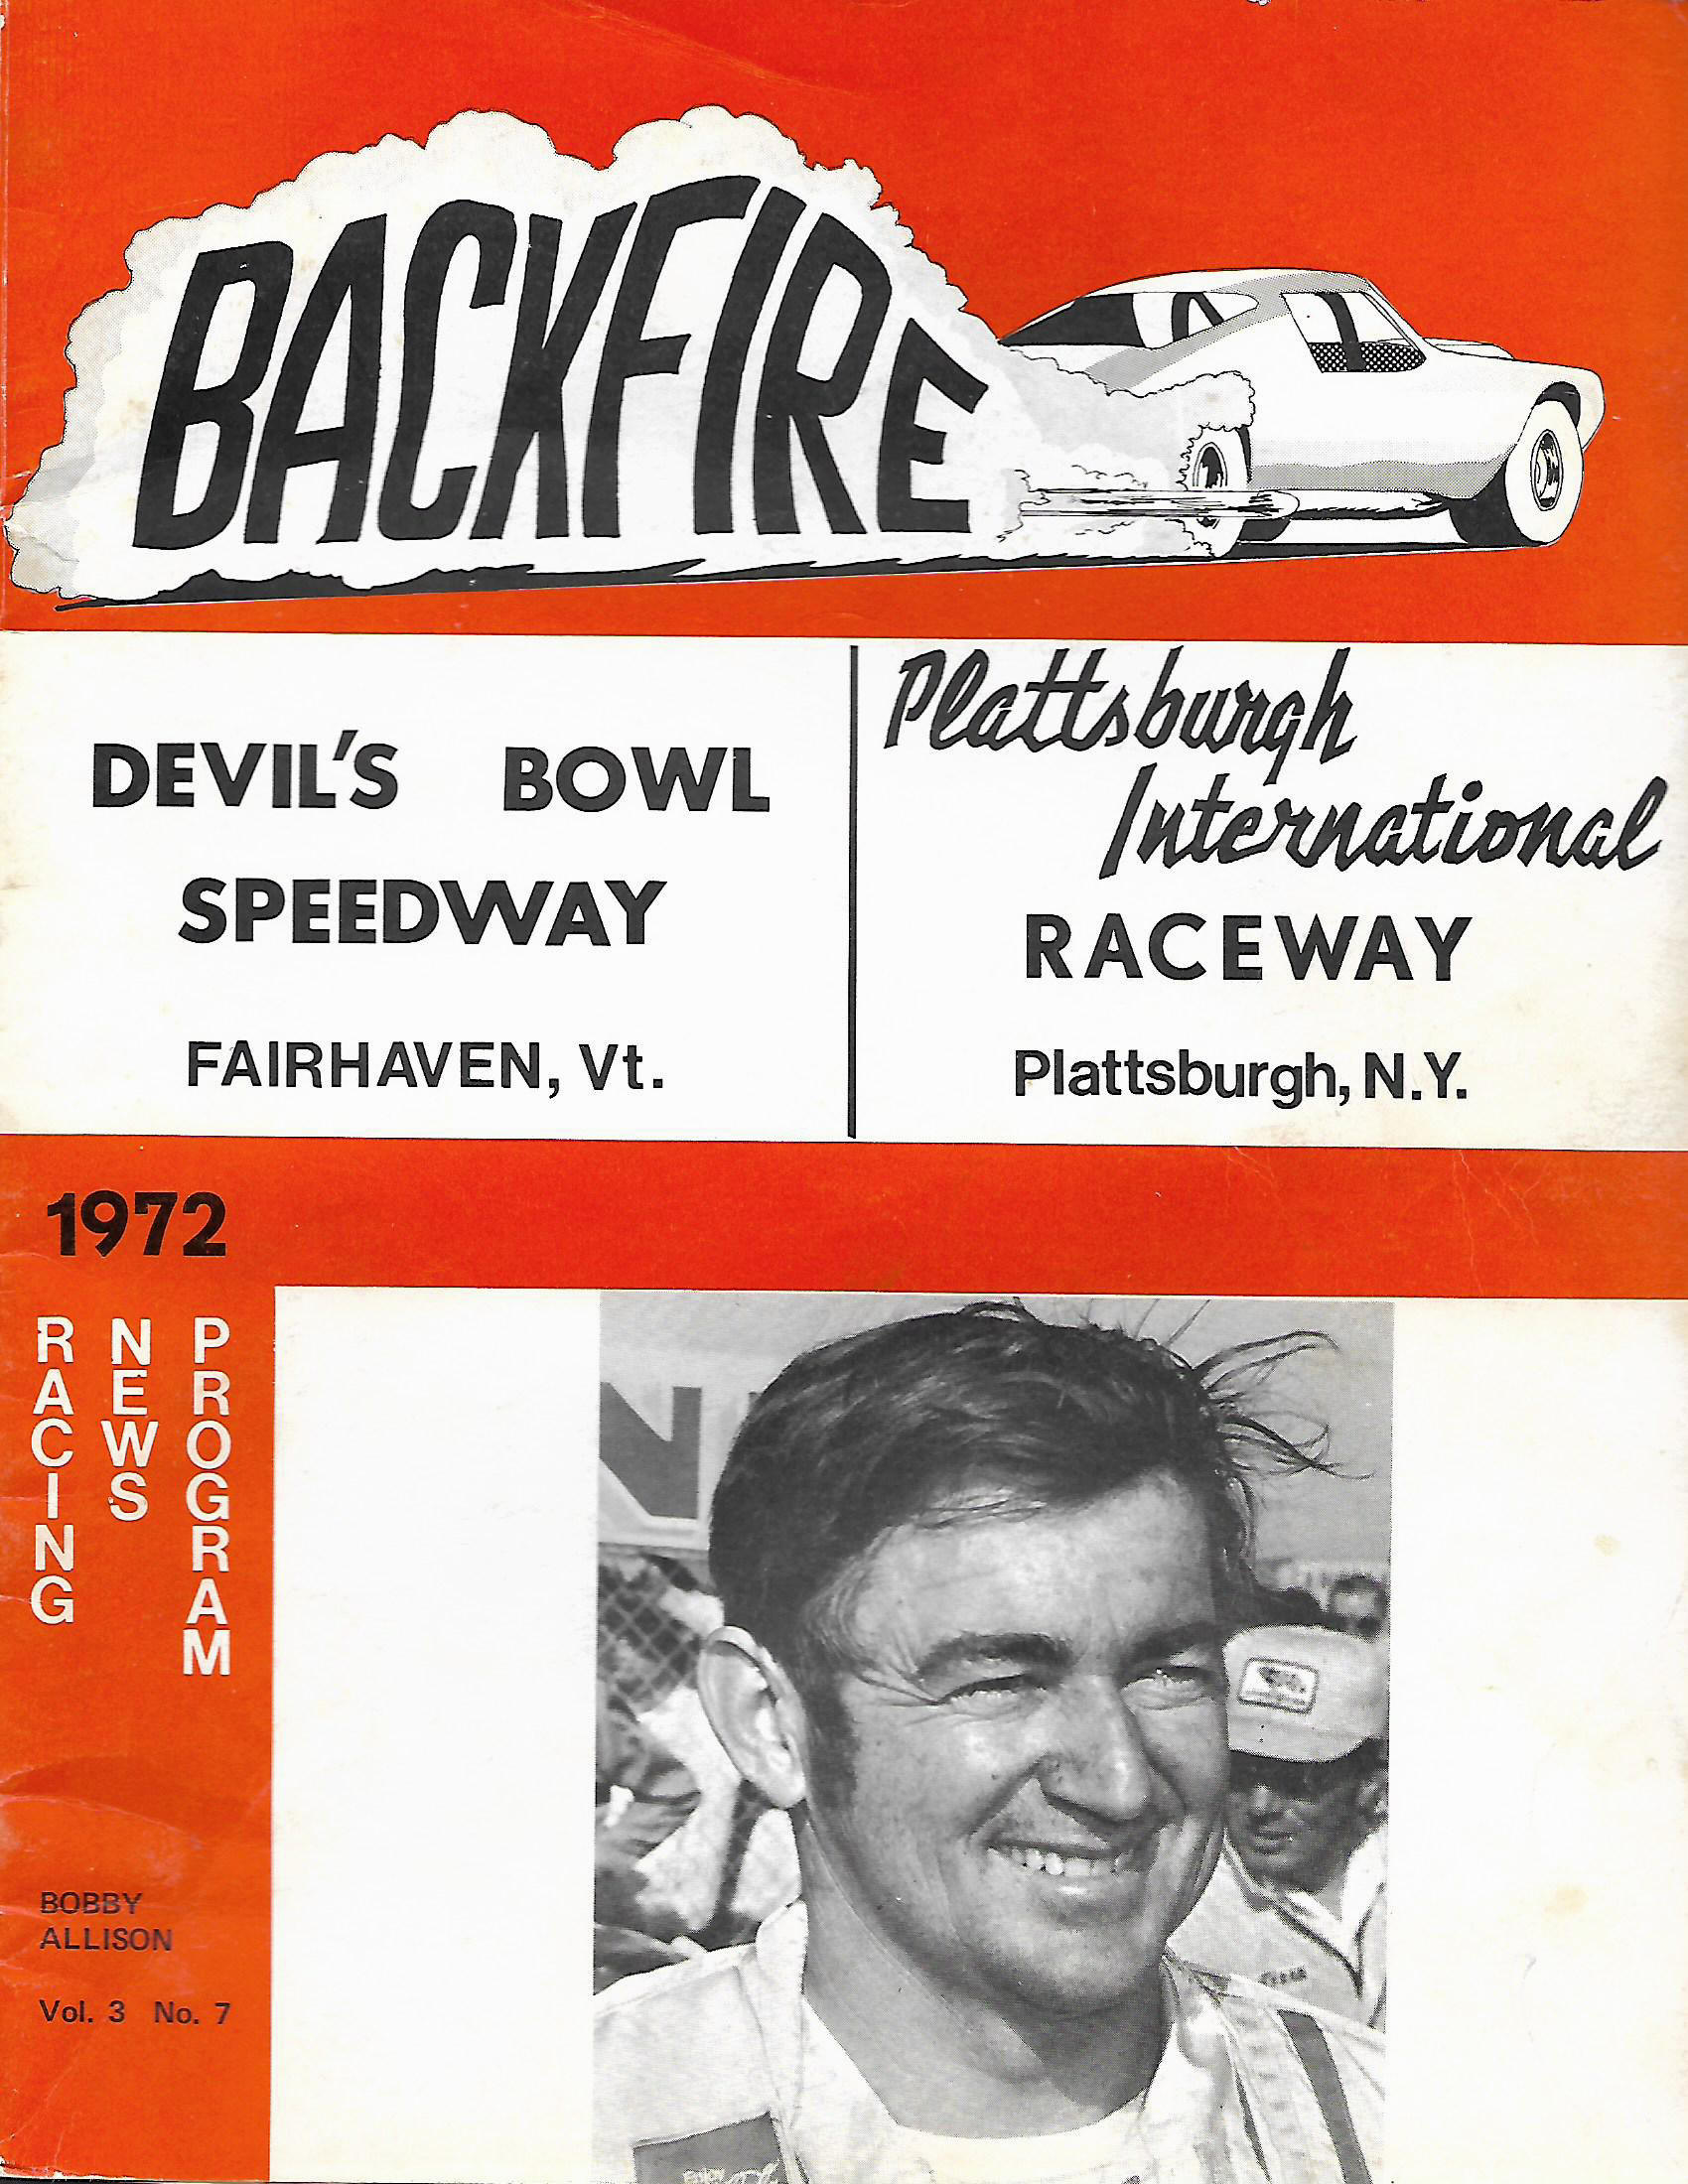 BACKFIRE
DEVIL'S BOWL
SPEEDWAY
FAIRHAVEN, Vt.
Plattsburgh
International
RACEWAY
Plattsburgh, N.Y.
1972
RACING
NEWS
PROGRAM
BOBBY
ALLISON
Vol. 3 No. 7
N